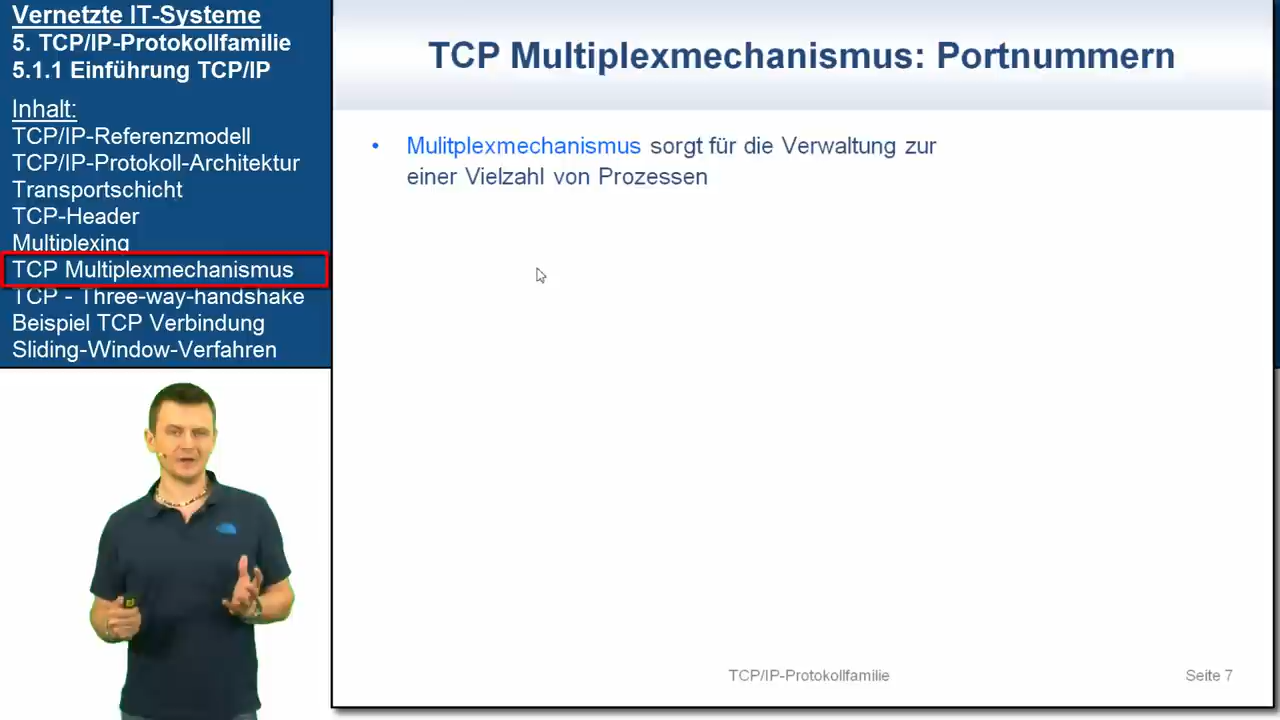 Vernetzte IT-Systeme
5. TCP/IP-Protokollfamilie
5.1.1 Einführung TCP/IP
Inhalt:
TCP/IP-Referenzmodell
TCP/IP-Protokoll-Architektur
Transportschicht
TCP-Header
Multiplexing
TCP Multiplexmechanismus
TCP - Three-way-handshake
Beispiel TCP Verbindung
Sliding-Window-Verfahren
TCP Multiplexmechanismus: Portnummern
• Mulitplexmechanismus sorgt für die Verwaltung zur
einer Vielzahl von Prozessen
TCP/IP-Protokollfamilie
Seite 7